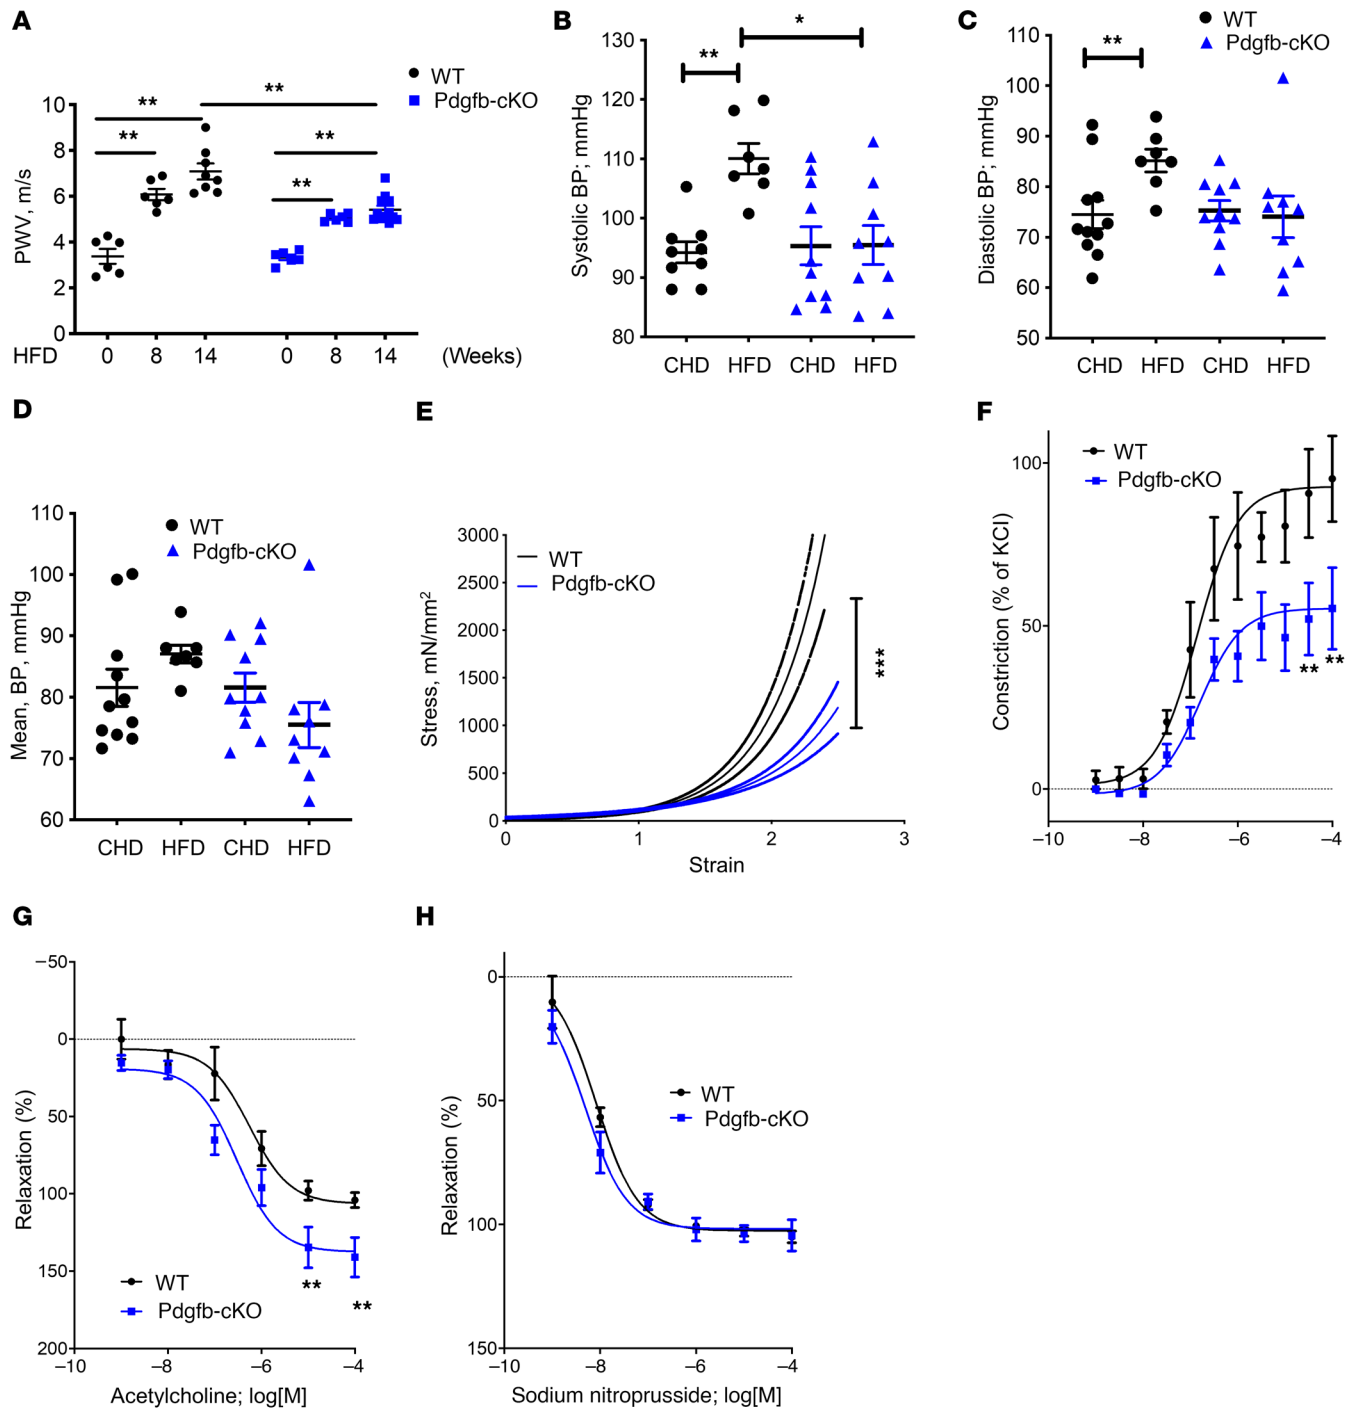 A
WT
Pdgfb-cKO
**
**
**
**
**
PWV, m/s
10
8
6
4
2
0
HFD 0 8 14 0 8 14 (Weeks)
B
*
**
Systolic BP; mmHg
130
120
110
100
90
80
CHD HFD CHD HFD
C
WT
Pdgfb-cKO
**
Diastolic BP; mmHg
110
100
90
80
70
60
50
CHD HFD CHD HFD
D
WT
Pdgfb-cKO
Mean, BP, mmHg
110
100
90
80
70
60
CHD HFD CHD HFD
E
WT
Pdgfb-cKO
***
Stress, mN/mm²
3000
2500
2000
1500
1000
500
0
0 1 2 3
Strain
F
WT
Pdgfb-cKO
Constriction (% of KCl)
100
50
0
** **
–10 –8 –6 –4
G
Relaxation (%)
–50
0
50
100
150
200
WT
Pdgfb-cKO
**
**
–10 –8 –6 –4
Acetylcholine; log[M]
H
Relaxation (%)
0
50
100
150
WT
Pdgfb-cKO
–10 –8 –6 –4
Sodium nitroprusside; log[M]